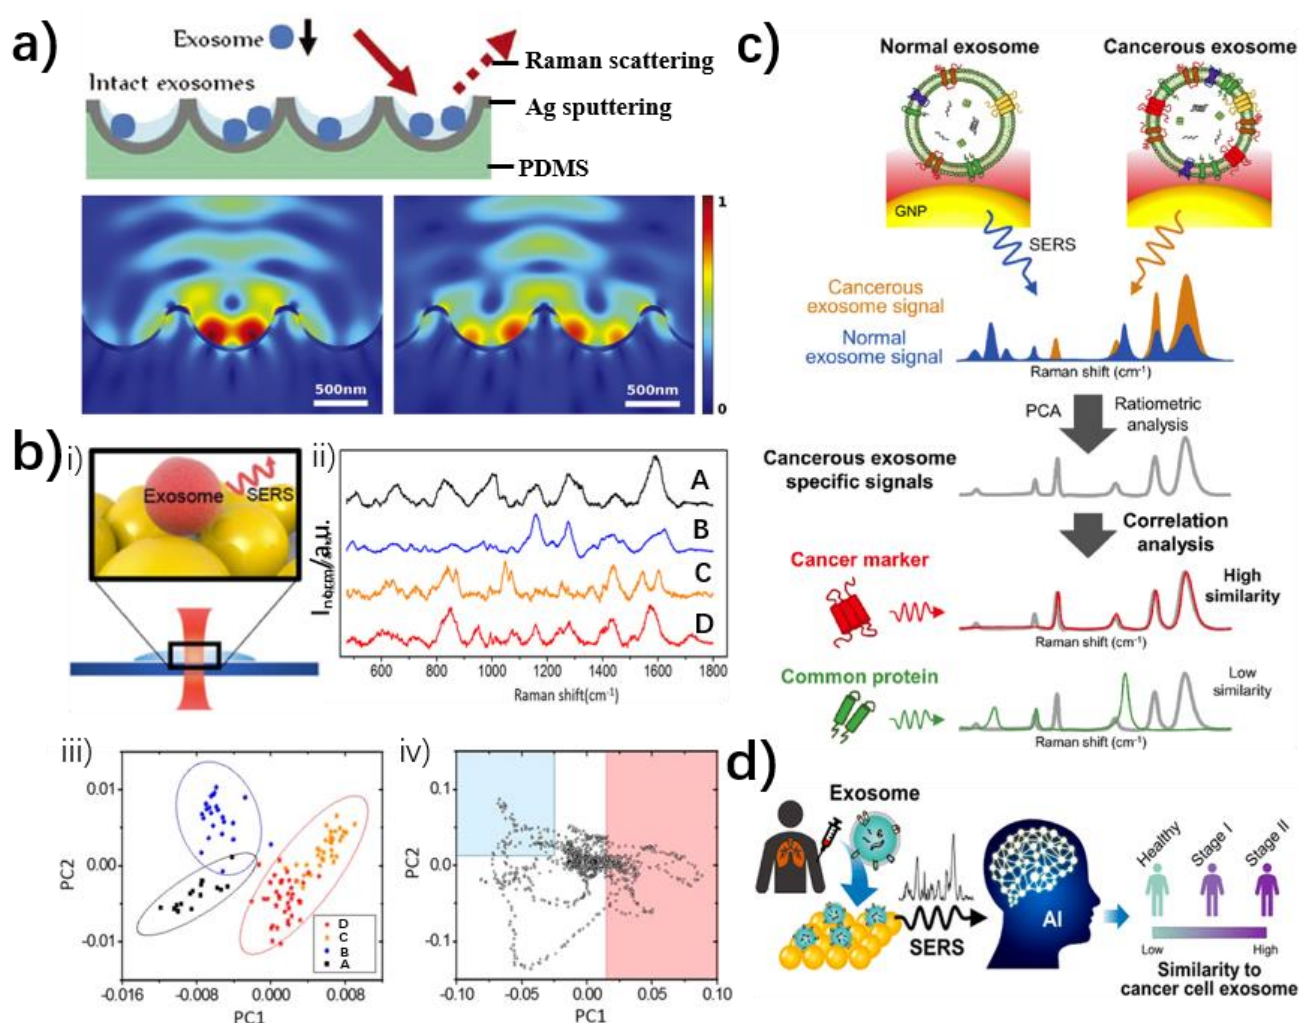 a)
Exosome
Intact exosomes
Raman scattering
Ag sputtering
PDMS
500nm
500nm
1
0
b)
i)
Exosome
SERS
ii)
A
B
C
D
600 800 1000 1200 1400 1600 1800
Raman shift(cm-1)
iii)
0.01
0.00
-0.01
PC2
D
C
B
A
-0.016 -0.008 0.000 0.008
PC1
iv)
0.1
0.0
-0.1
PC2
-0.10 -0.05 0.00 0.05 0.10
PC1
c)
Normal exosome
Cancerous exosome
GNP
SERS
Cancerous
exosome signal
Normal
exosome signal
Raman shift (cm-1)
PCA
Ratiometric
analysis
Cancerous exosome
specific signals
Correlation
analysis
Cancer marker
High
similarity
Raman shift (cm-1)
Common protein
Low
similarity
Raman shift (cm-1)
d)
Exosome
SERS
AI
Healthy
Stage I
Stage II
Low
High
Similarity to
cancer cell exosome